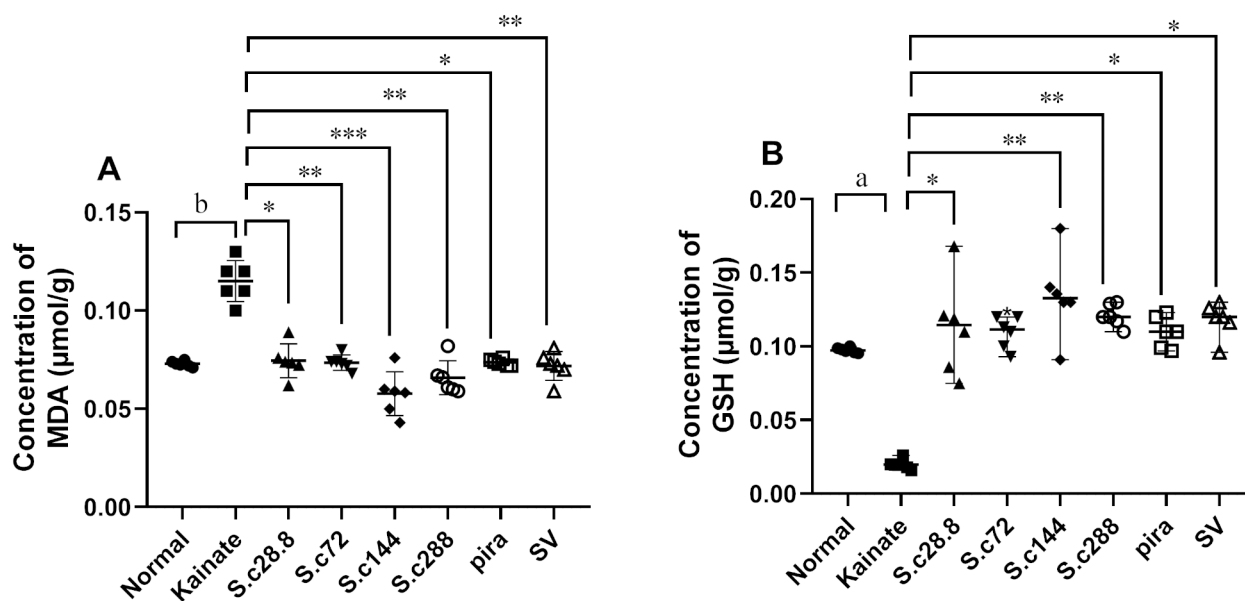 A
Concentration of
MDA (µmol/g)
0.15
0.10
0.05
0.00
b
*
**
***
**
*
**
Normal
Kainate
S.c28.8
S.c72
S.c144
S.c288
pira
SV
B
Concentration of
GSH (µmol/g)
0.20
0.15
0.10
0.05
0.00
a
*
*
**
**
*
*
Normal
Kainate
S.c28.8
S.c72
S.c144
S.c288
pira
SV